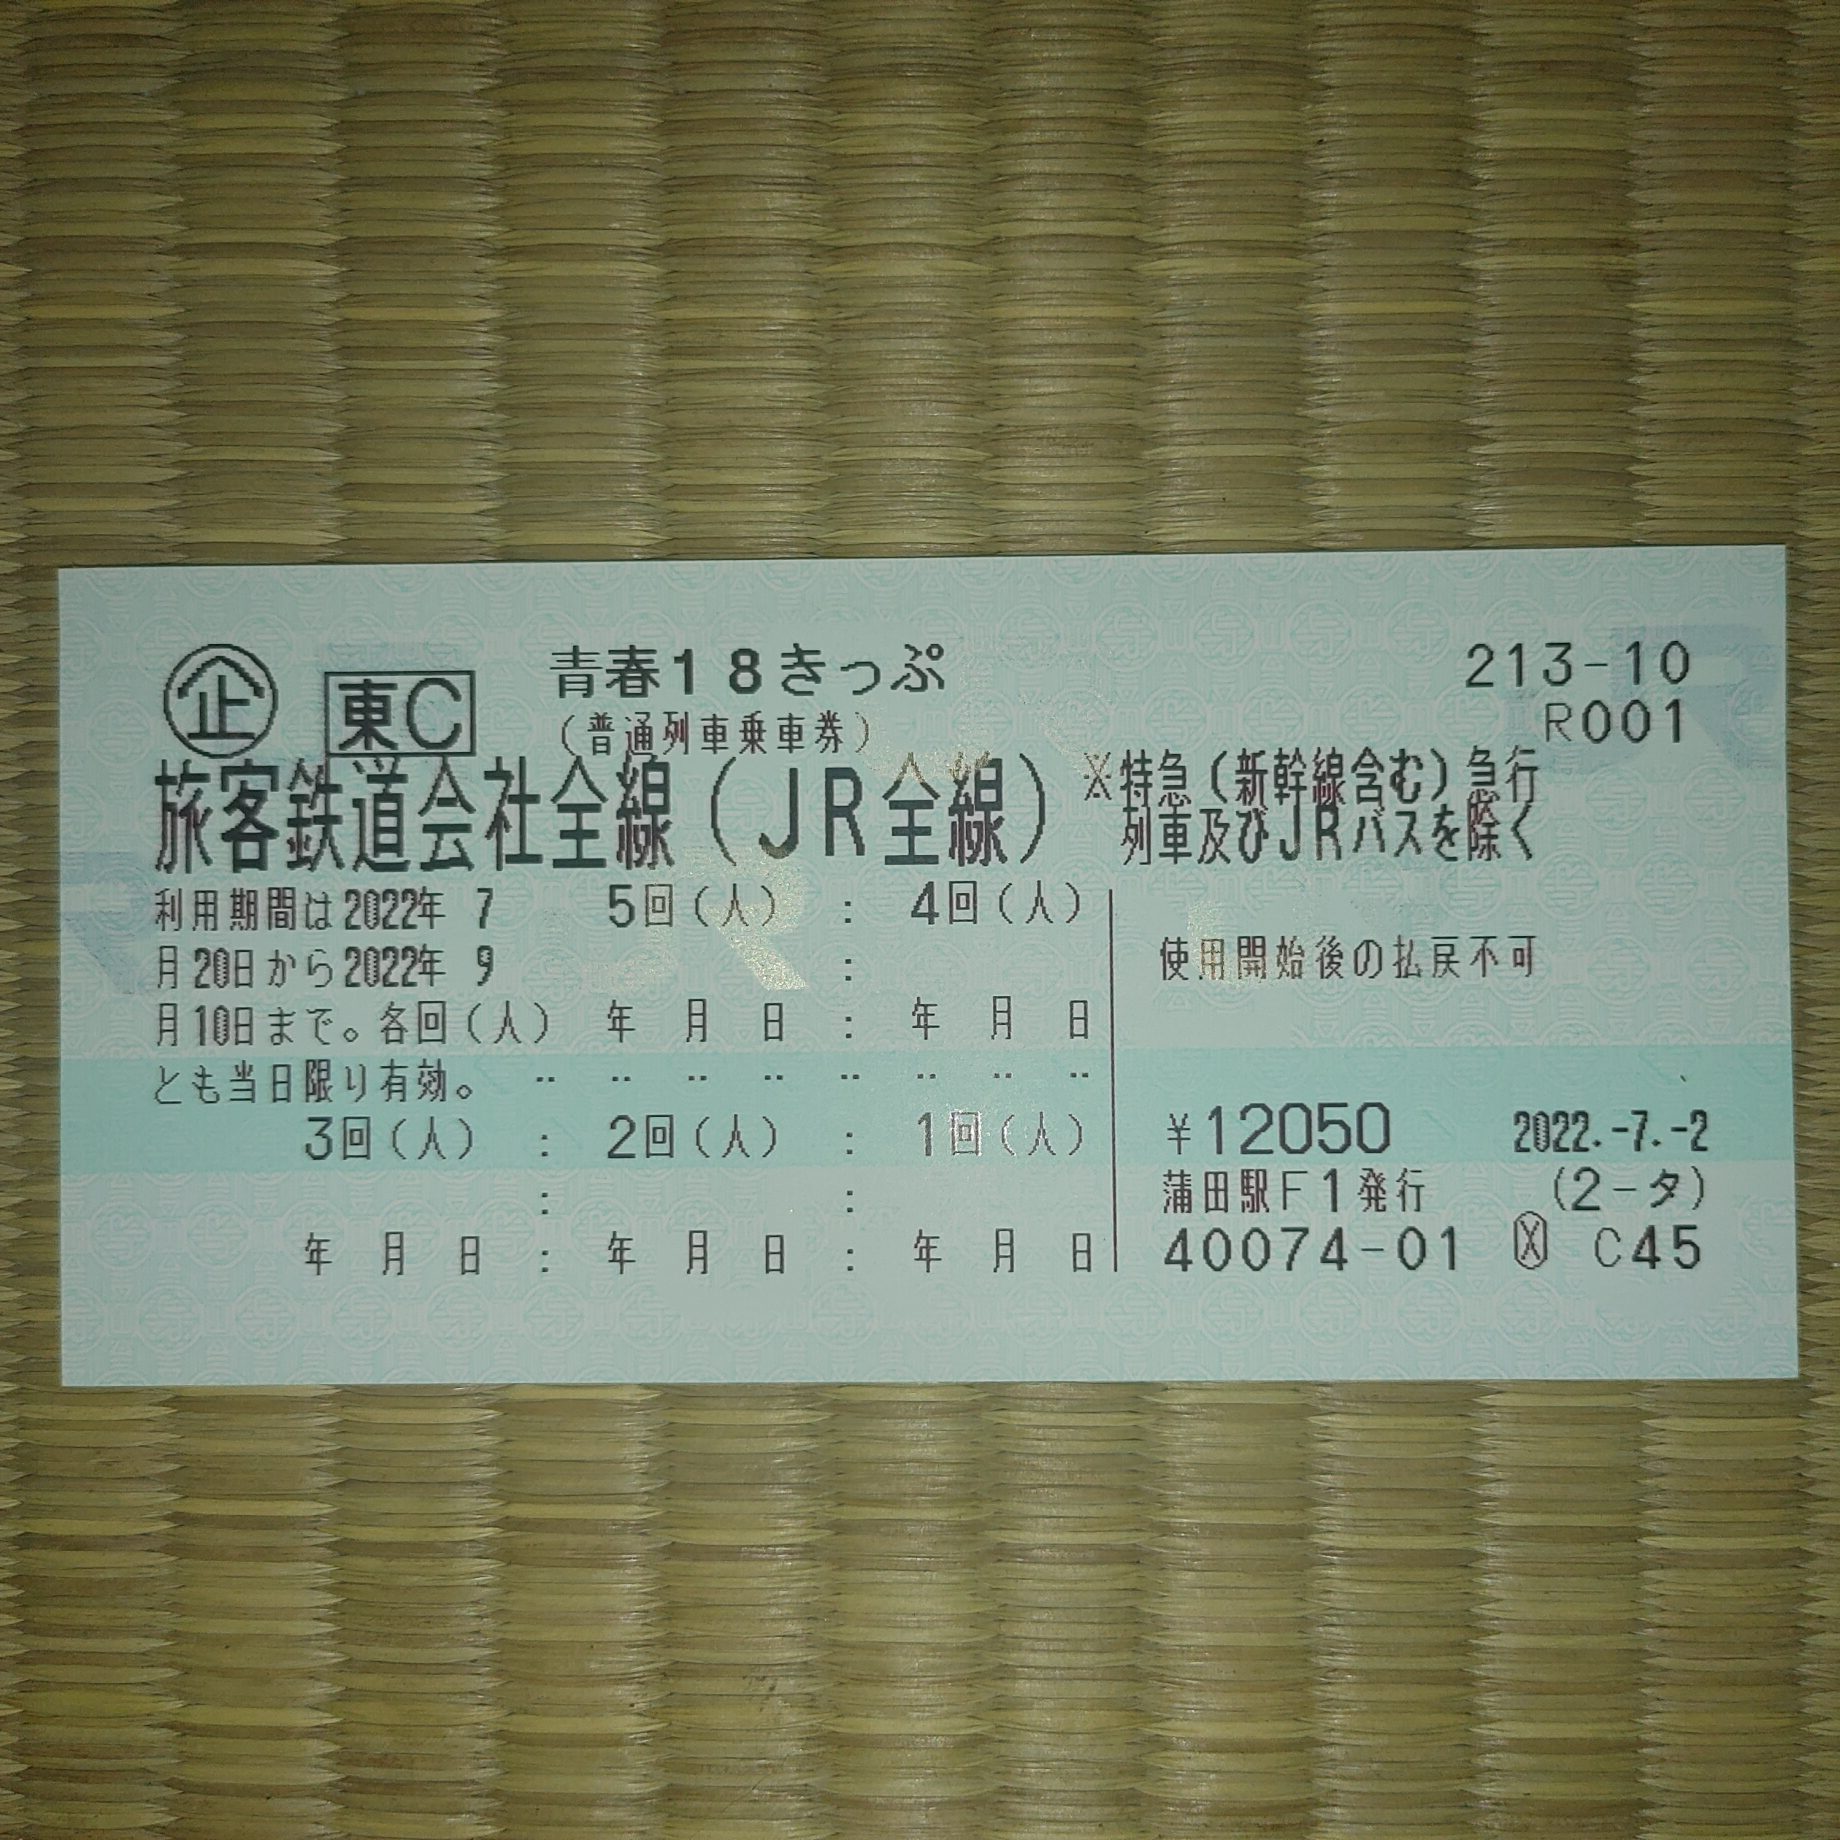 企 東C 青春18きっぷ 213-10
(普通列車乗車券) R001
旅客鉄道会社全線(JR全線) ※特急(新幹線含む)急行
列車及びJRバスを除く
利用期間は2022年 7 5回(人) : 4回(人)
月20日から2022年 9 : 使用開始後の払戻不可
月10日まで。各回(人) 年 月 日 : 年 月 日
とも当日限り有効。 ‥ ‥ ‥ ‥ ‥ ‥ ‥ ‥
3回(人) : 2回(人) : 1回(人) ¥12050 2022.-7.-2
: : 蒲田駅F1発行 (2-タ)
年 月 日 : 年 月 日 : 年 月 日 40074-01 X C45